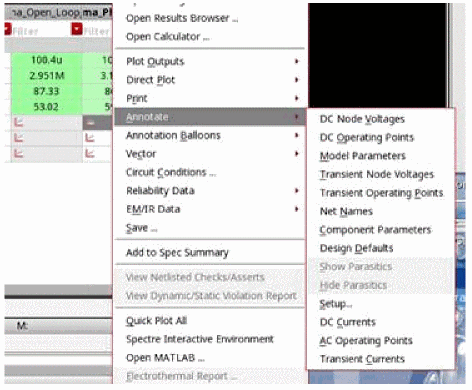 na_Open_Loop
ma_Pl
Filter
Filter
100.4u
10
2.951M
3.1
87.33
8
53.02
5
M:
Open Results Browser ...
Open Calculator ...
Plot Outputs
Direct Plot
Print
Annotate
Annotation Balloons
Vector
Circuit Conditions ...
Reliability Data
EM/IR Data
Save ...
Add to Spec Summary
View Netlisted Checks/Asserts
View Dynamic/Static Violation Report
Quick Plot All
Spectre Interactive Environment
Open MATLAB ...
Electrothermal Report ...
DC Node Voltages
DC Operating Points
Model Parameters
Transient Node Voltages
Transient Operating Points
Net Names
Component Parameters
Design Defaults
Show Parasitics
Hide Parasitics
Setup...
DC Currents
AC Operating Points
Transient Currents